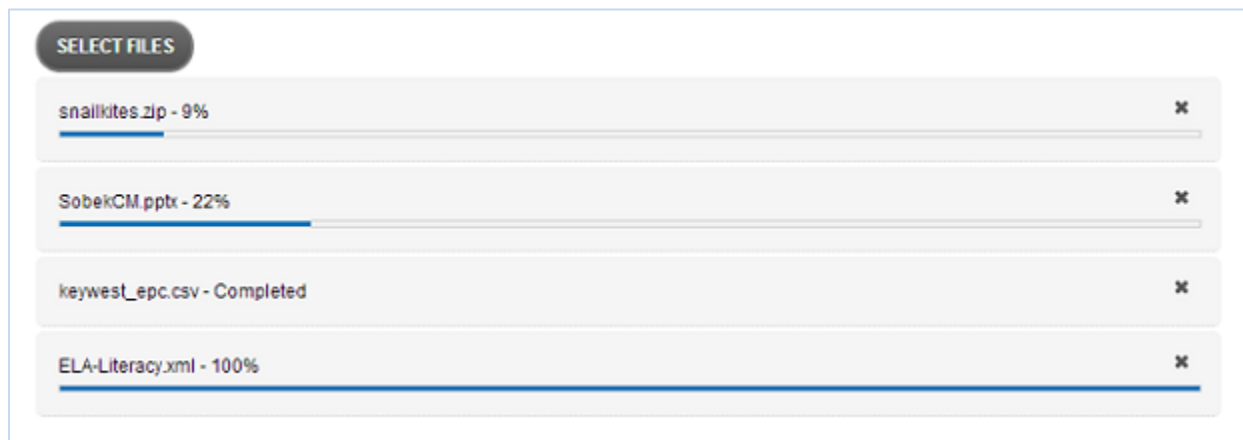 SELECT FILES
snailkites.zip - 9%
SobekCM.pptx - 22%
keywest_epc.csv - Completed
ELA-Literacy.xml - 100%